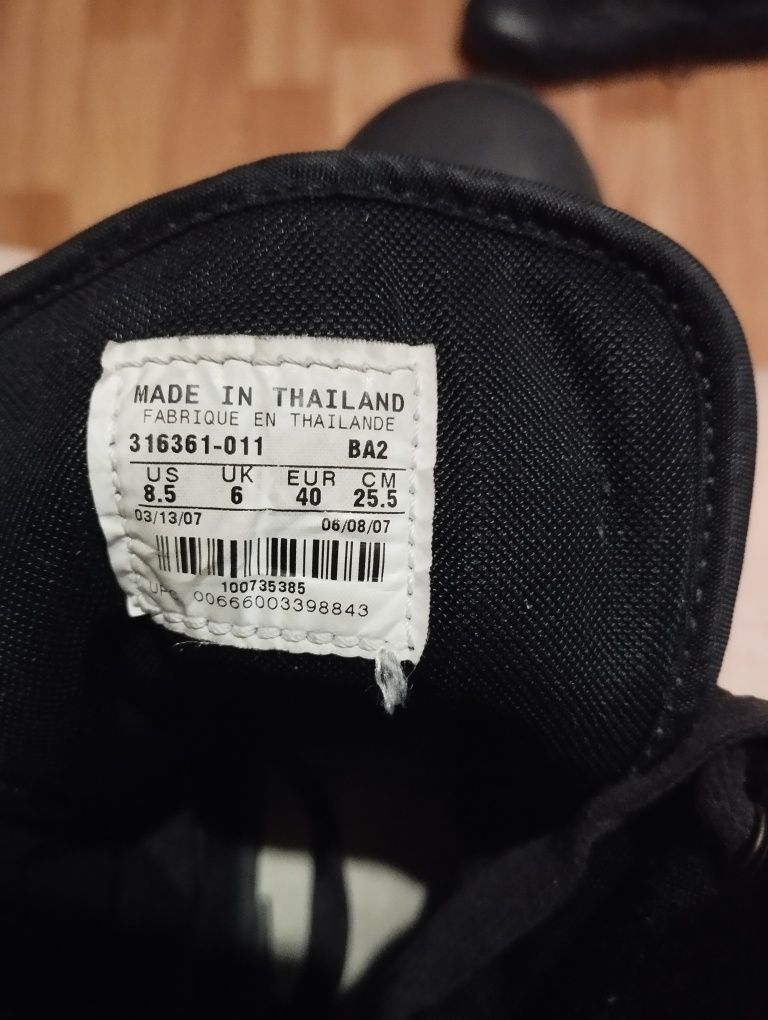 MADE IN THAILAND
FABRIQUE EN THAILANDE
316361-011 BA2
US UK EUR CM
8.5 6 40 25.5
03/13/07 06/08/07
100735385
UPC 00666003398843